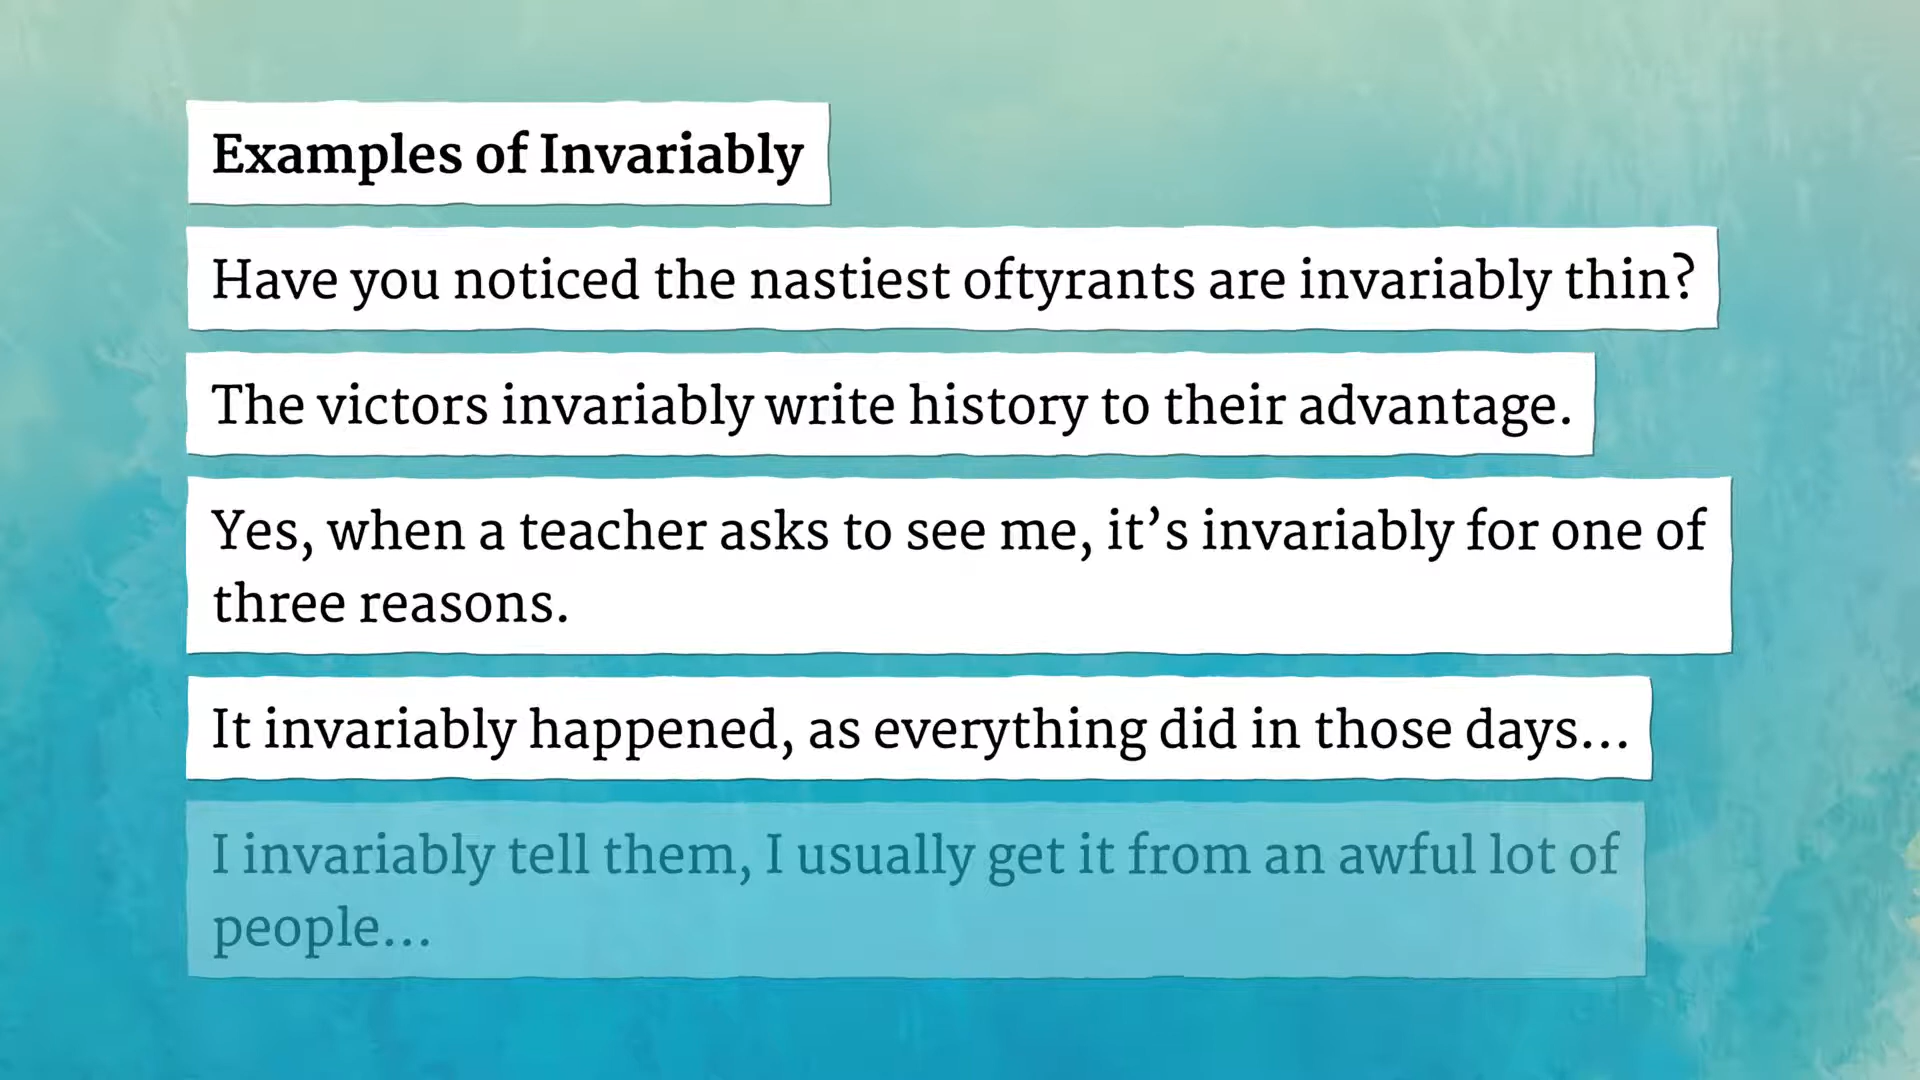 Examples of Invariably
Have you noticed the nastiest oftyrants are invariably thin?
The victors invariably write history to their advantage.
Yes, when a teacher asks to see me, it’s invariably for one of
three reasons.
It invariably happened, as everything did in those days...
I invariably tell them, I usually get it from an awful lot of
people...